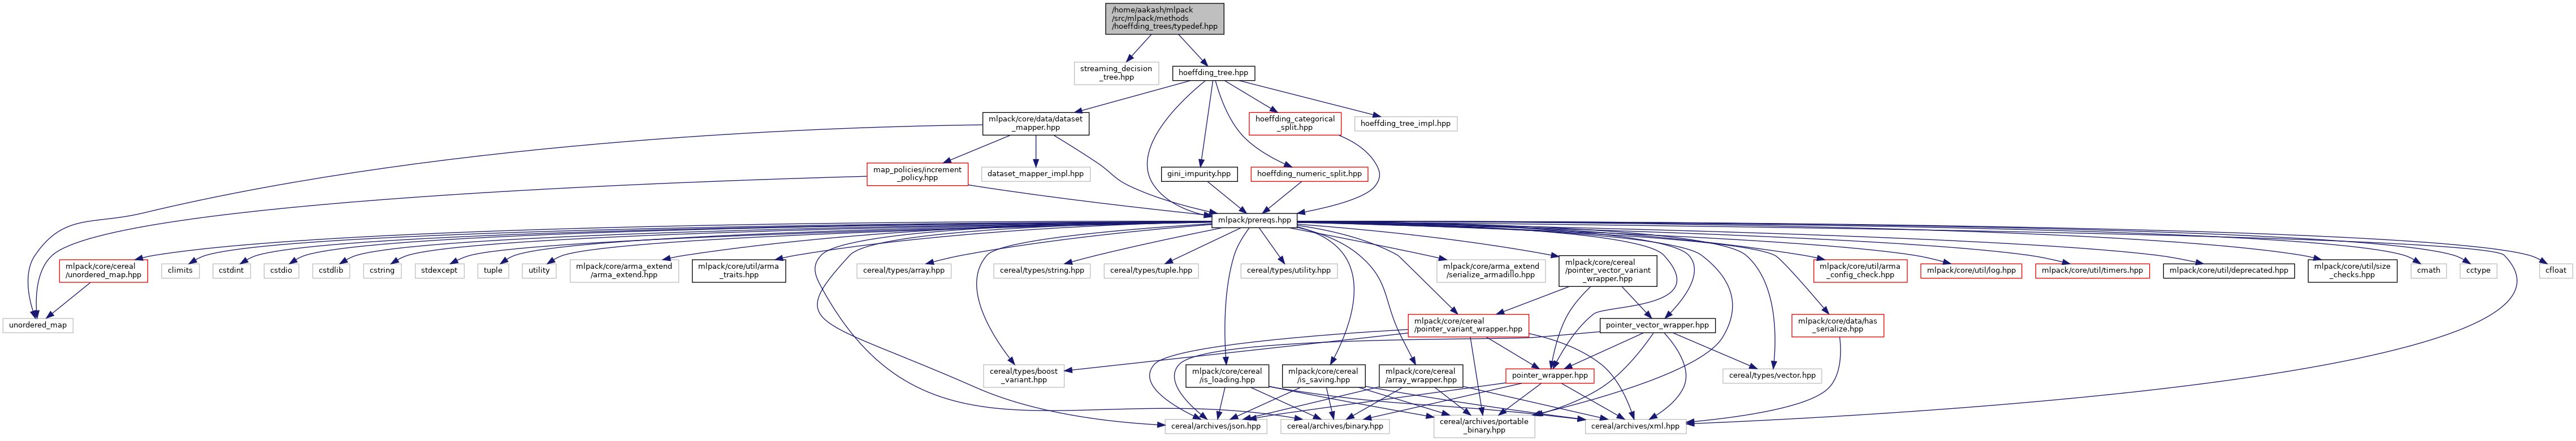 /home/aakash/mlpack
/src/mlpack/methods
/hoeffding_trees/typedef.hpp
streaming_decision
_tree.hpp
hoeffding_tree.hpp
mlpack/core/data/dataset
_mapper.hpp
hoeffding_categorical
_split.hpp
hoeffding_tree_impl.hpp
map_policies/increment
_policy.hpp
dataset_mapper_impl.hpp
gini_impurity.hpp
hoeffding_numeric_split.hpp
mlpack/prereqs.hpp
mlpack/core/cereal
/unordered_map.hpp
climits
cstdint
cstdio
cstdlib
cstring
stdexcept
tuple
utility
mlpack/core/arma_extend
/arma_extend.hpp
mlpack/core/util/arma
_traits.hpp
cereal/types/array.hpp
cereal/types/string.hpp
cereal/types/tuple.hpp
cereal/types/utility.hpp
mlpack/core/arma_extend
/serialize_armadillo.hpp
mlpack/core/cereal
/pointer_vector_variant
_wrapper.hpp
mlpack/core/util/arma
_config_check.hpp
mlpack/core/util/log.hpp
mlpack/core/util/timers.hpp
mlpack/core/util/deprecated.hpp
mlpack/core/util/size
_checks.hpp
cmath
cctype
cfloat
unordered_map
mlpack/core/cereal
/pointer_variant_wrapper.hpp
pointer_vector_wrapper.hpp
mlpack/core/data/has
_serialize.hpp
cereal/types/boost
_variant.hpp
mlpack/core/cereal
/is_loading.hpp
mlpack/core/cereal
/is_saving.hpp
mlpack/core/cereal
/array_wrapper.hpp
pointer_wrapper.hpp
cereal/types/vector.hpp
cereal/archives/json.hpp
cereal/archives/binary.hpp
cereal/archives/portable
_binary.hpp
cereal/archives/xml.hpp